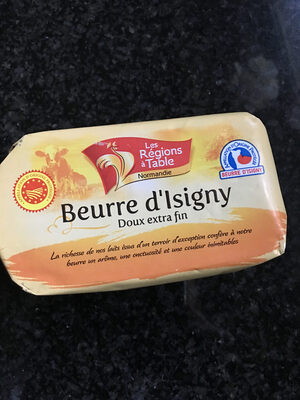 Les
Régions
à Table
Normandie
BEURRE D'ISIGNY
Beurre d'Isigny
Doux extra fin
La richesse de nos laits issus d'un terroir d'exception confère à notre
beurre un arôme, une onctuosité et une couleur inimitables